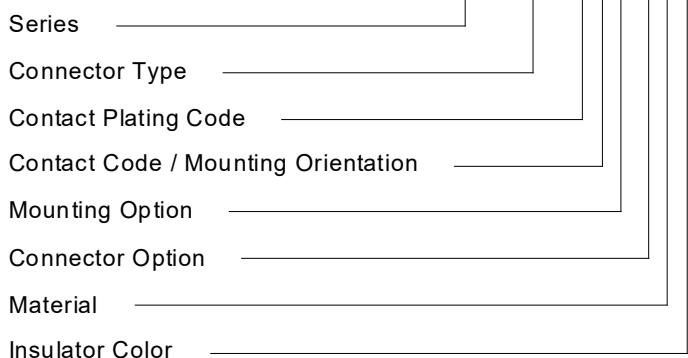 Series
Connector Type
Contact Plating Code
Contact Code / Mounting Orientation
Mounting Option
Connector Option
Material
Insulator Color